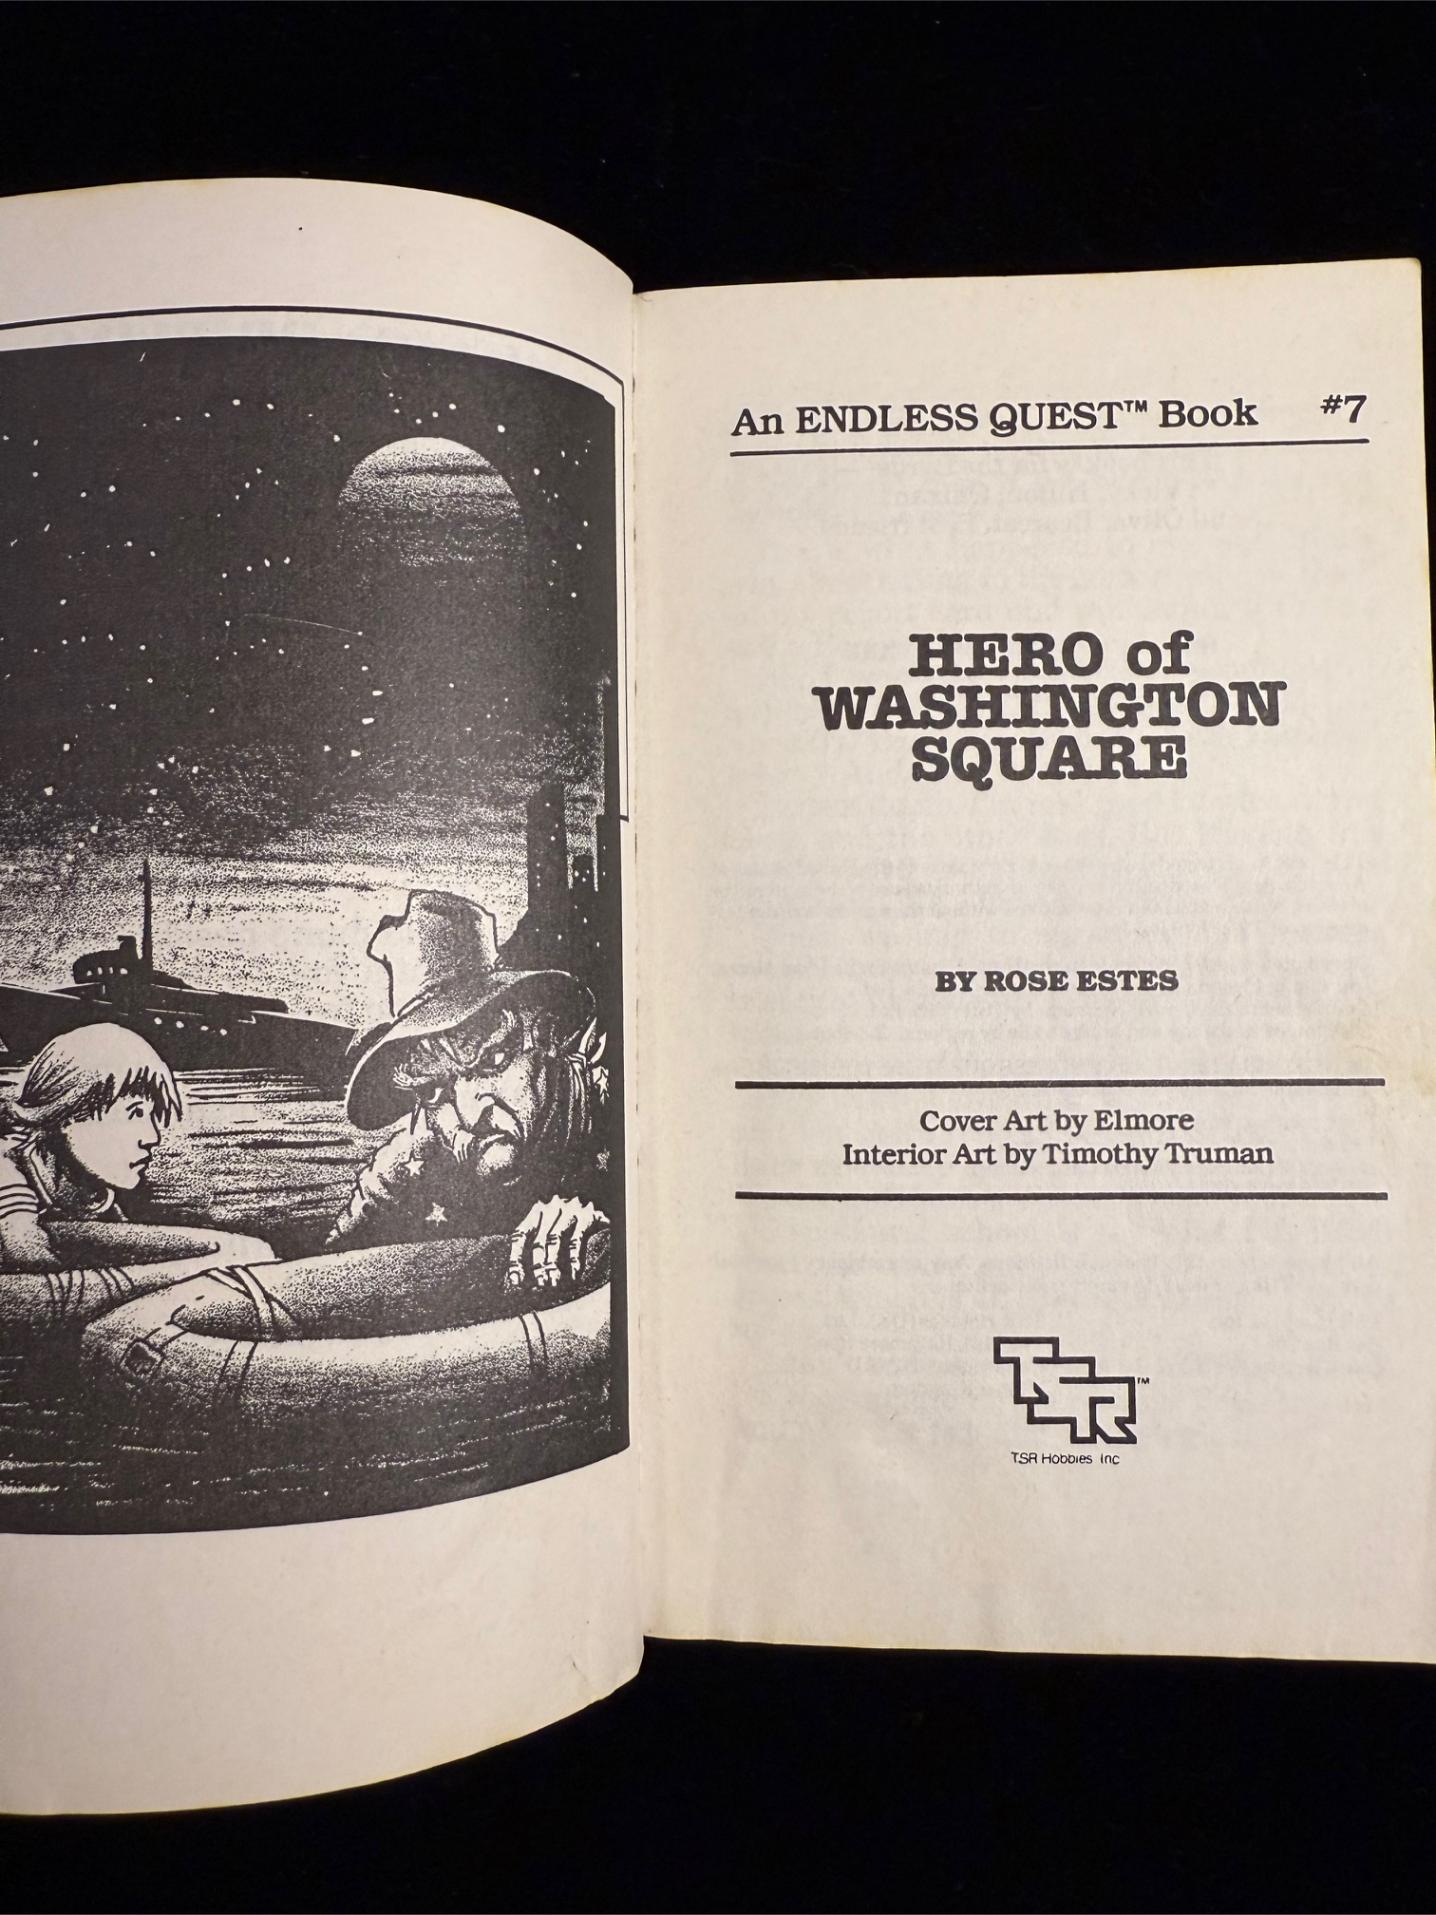 An ENDLESS QUEST™ Book #7
HERO of
WASHINGTON
SQUARE
BY ROSE ESTES
Cover Art by Elmore
Interior Art by Timothy Truman
TSR™
TSR Hobbies Inc